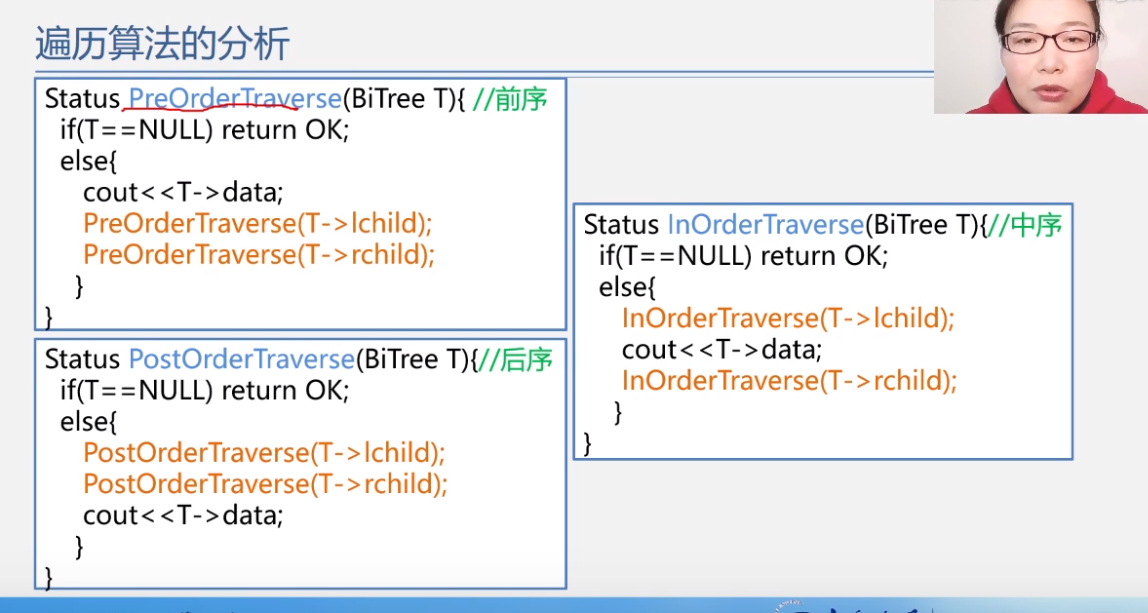 遍历算法的分析
Status PreOrderTraverse(BiTree T){ //前序
if(T==NULL) return OK;
else{
cout<<T->data;
PreOrderTraverse(T->lchild);
PreOrderTraverse(T->rchild);
}
}
Status PostOrderTraverse(BiTree T){//后序
if(T==NULL) return OK;
else{
PostOrderTraverse(T->lchild);
PostOrderTraverse(T->rchild);
cout<<T->data;
}
}
Status InOrderTraverse(BiTree T){//中序
if(T==NULL) return OK;
else{
InOrderTraverse(T->lchild);
cout<<T->data;
InOrderTraverse(T->rchild);
}
}